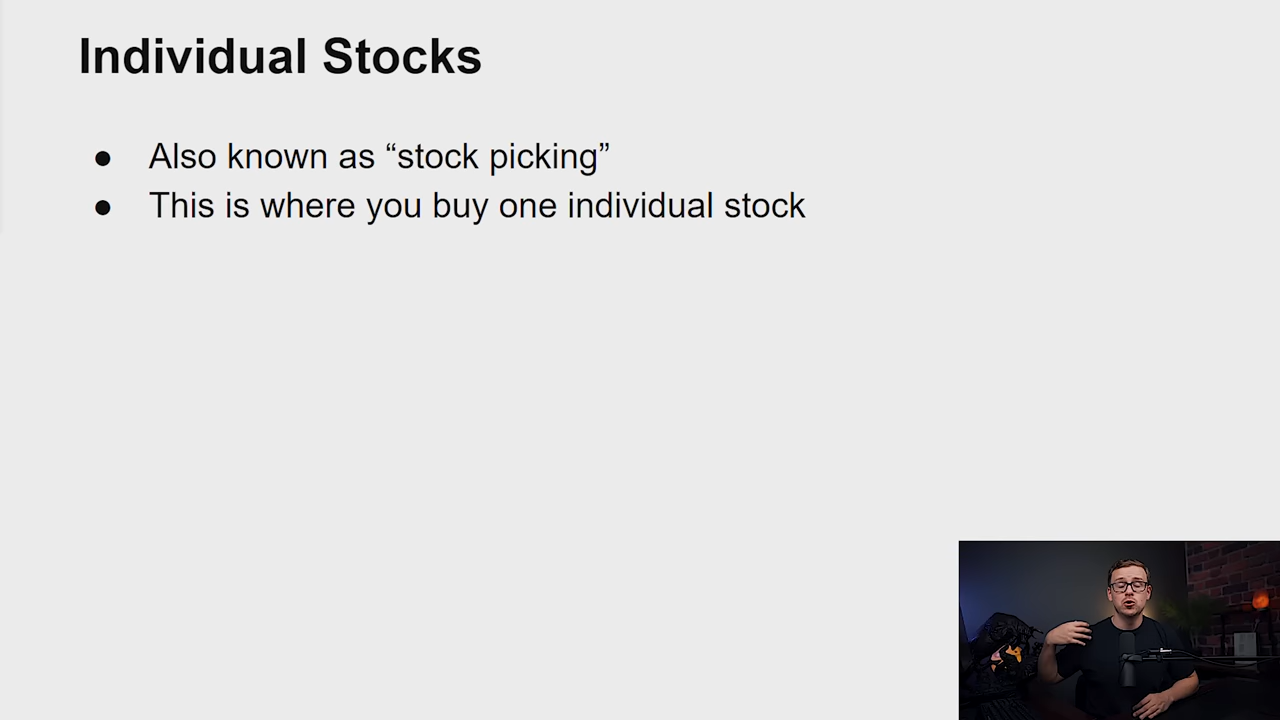 Individual Stocks
● Also known as “stock picking”
● This is where you buy one individual stock